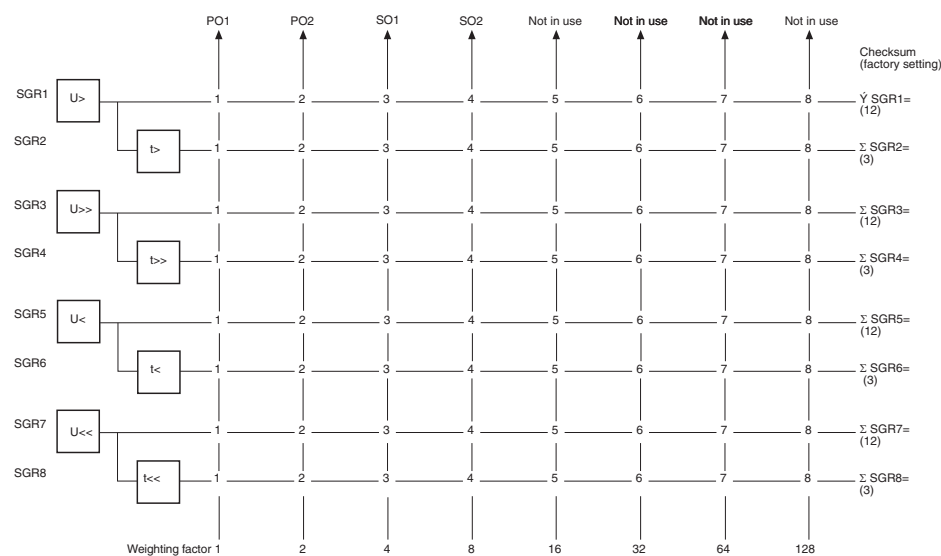 PO1 PO2 SO1 SO2 Not in use Not in use Not in use Not in use
Checksum
(factory setting)
SGR1 U> 1 2 3 4 5 6 7 8 Ý SGR1=
(12)
SGR2 t> 1 2 3 4 5 6 7 8 Σ SGR2=
(3)
SGR3 U>> 1 2 3 4 5 6 7 8 Σ SGR3=
(12)
SGR4 t>> 1 2 3 4 5 6 7 8 Σ SGR4=
(3)
SGR5 U< 1 2 3 4 5 6 7 8 Σ SGR5=
(12)
SGR6 t< 1 2 3 4 5 6 7 8 Σ SGR6=
(3)
SGR7 U<< 1 2 3 4 5 6 7 8 Σ SGR7=
(12)
SGR8 t<< 1 2 3 4 5 6 7 8 Σ SGR8=
(3)
Weighting factor 1 2 4 8 16 32 64 128